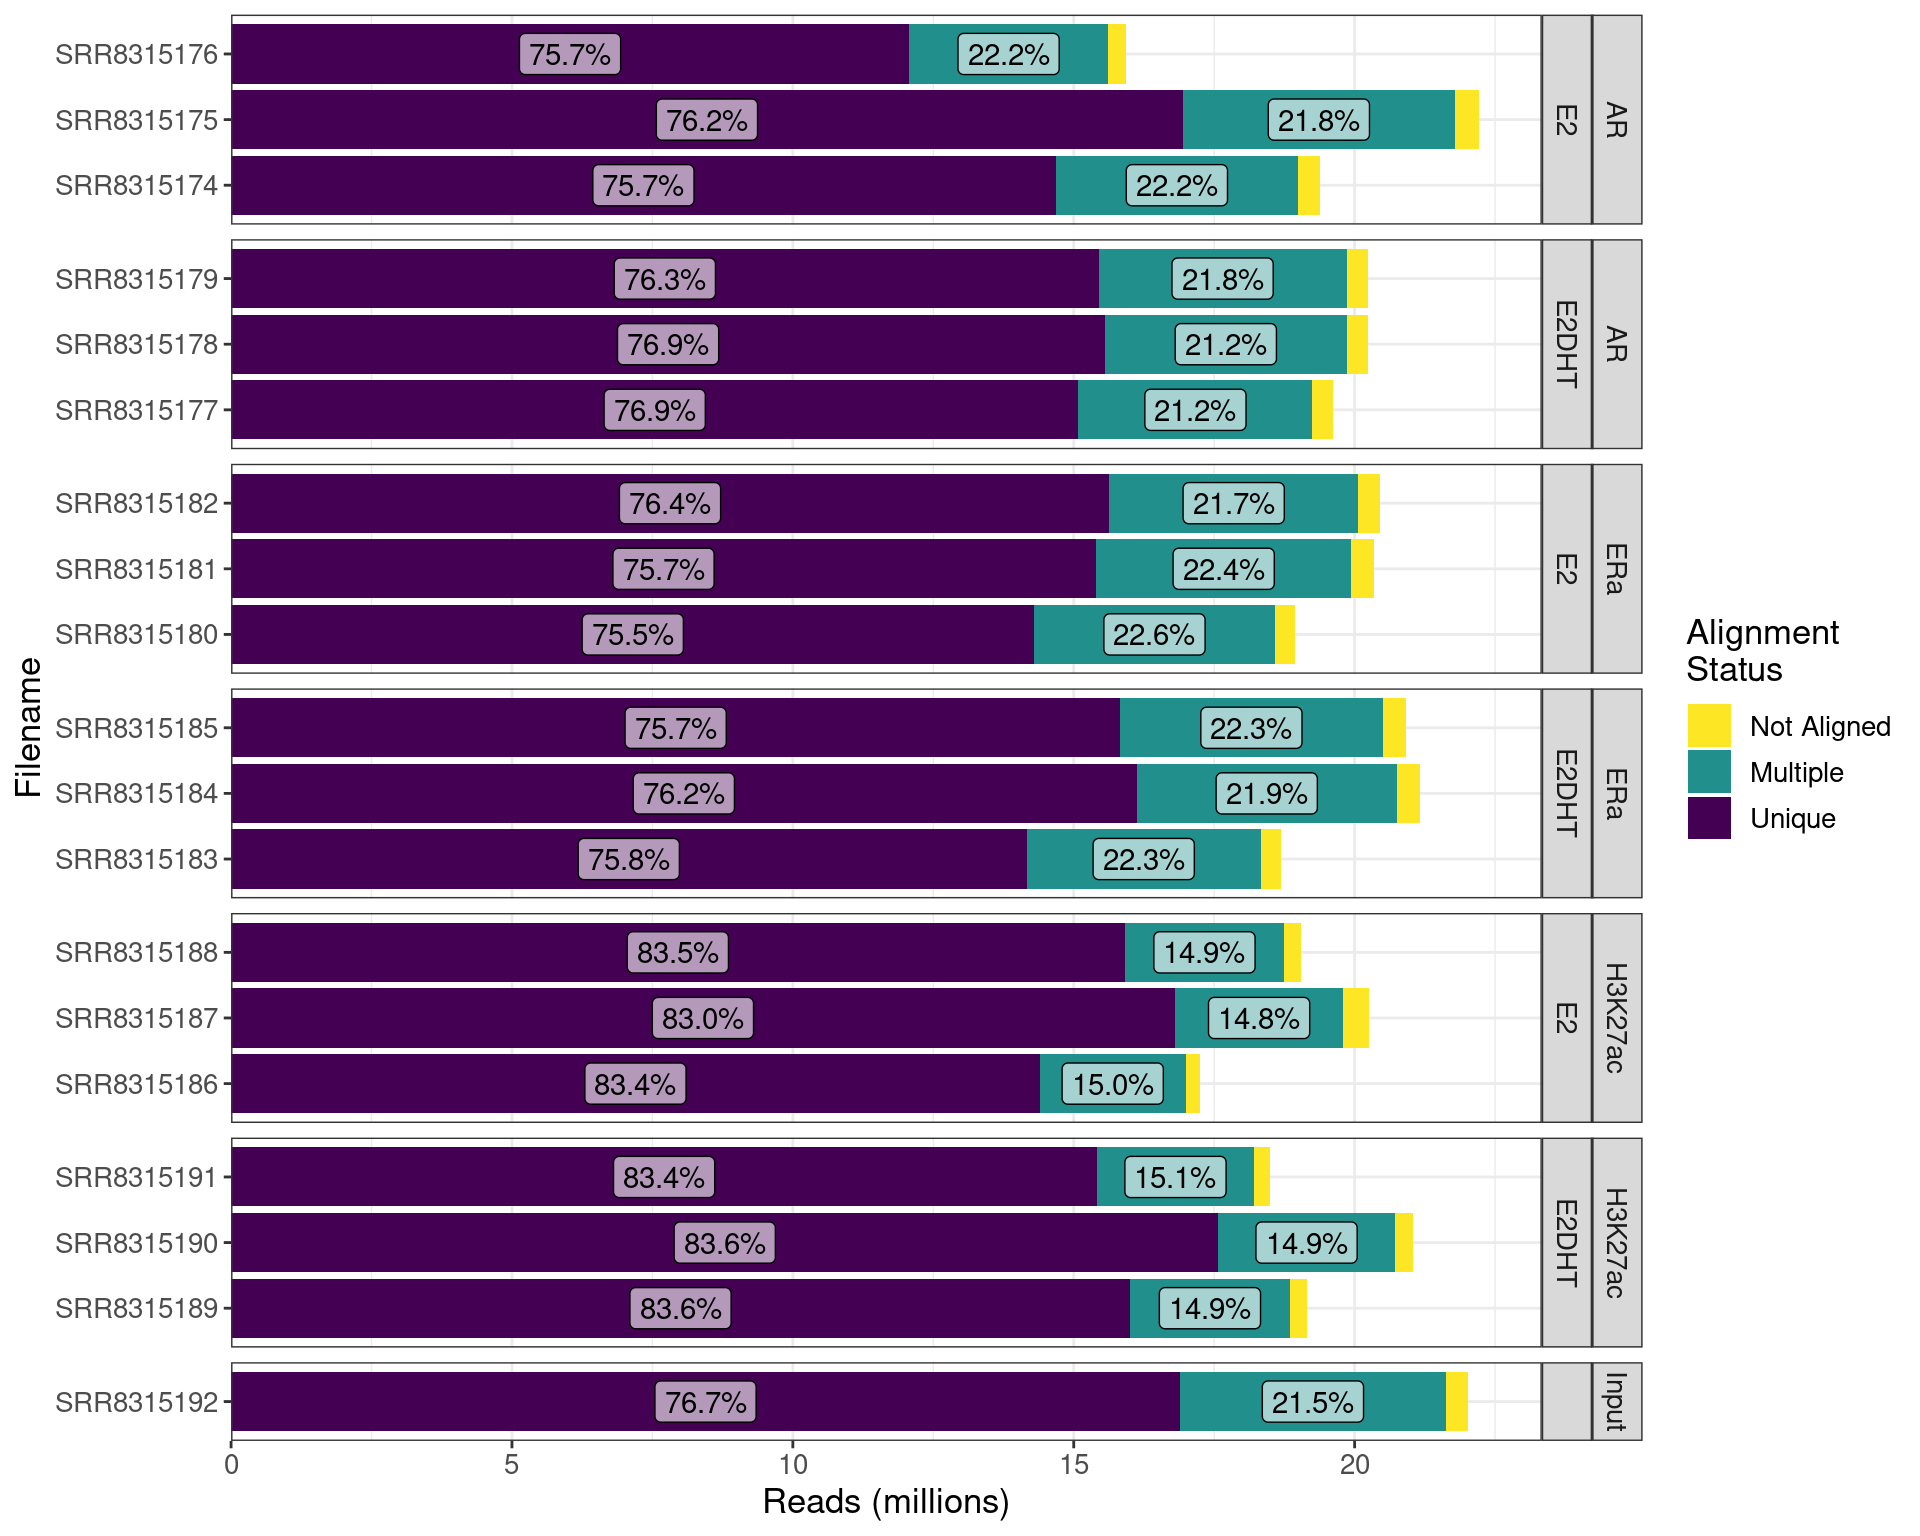 SRR8315176
75.7%
22.2%
SRR8315175
76.2%
21.8%
SRR8315174
75.7%
22.2%
E2
AR
SRR8315179
76.3%
21.8%
SRR8315178
76.9%
21.2%
SRR8315177
76.9%
21.2%
E2DHT
AR
SRR8315182
76.4%
21.7%
SRR8315181
75.7%
22.4%
SRR8315180
75.5%
22.6%
E2
ERa
SRR8315185
75.7%
22.3%
SRR8315184
76.2%
21.9%
SRR8315183
75.8%
22.3%
E2DHT
ERa
SRR8315188
83.5%
14.9%
SRR8315187
83.0%
14.8%
SRR8315186
83.4%
15.0%
E2
H3K27ac
SRR8315191
83.4%
15.1%
SRR8315190
83.6%
14.9%
SRR8315189
83.6%
14.9%
E2DHT
H3K27ac
SRR8315192
76.7%
21.5%
Input
0
5
10
15
20
Reads (millions)
Filename
Alignment
Status
Not Aligned
Multiple
Unique